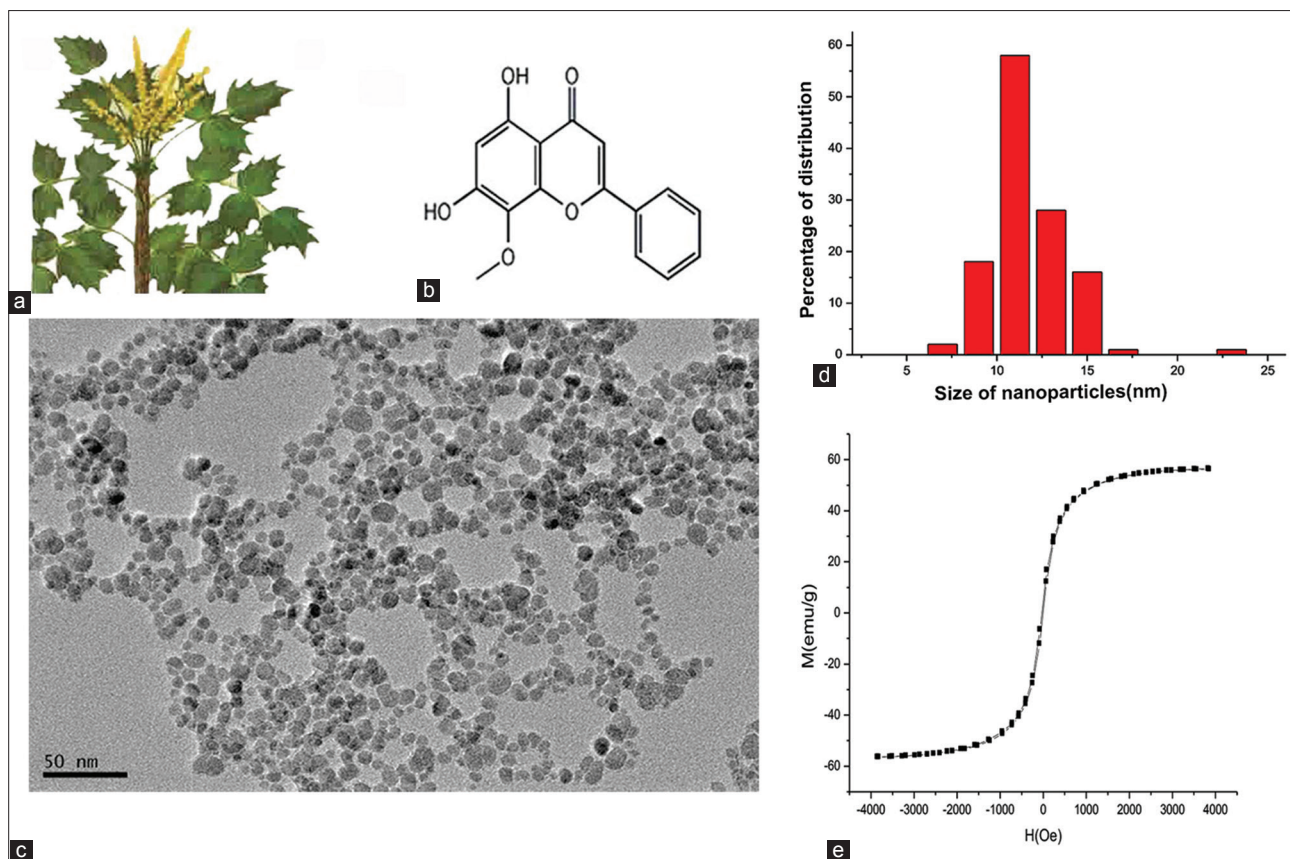 a
OH
O
HO
O
O
b
60
50
40
30
20
10
0
Percentage of distribution
5
10
15
20
25
Size of nanoparticles(nm)
d
50 nm
c
60
40
20
0
-20
-40
-60
M(emu/g)
-4000
-3000
-2000
-1000
0
1000
2000
3000
4000
H(Oe)
e